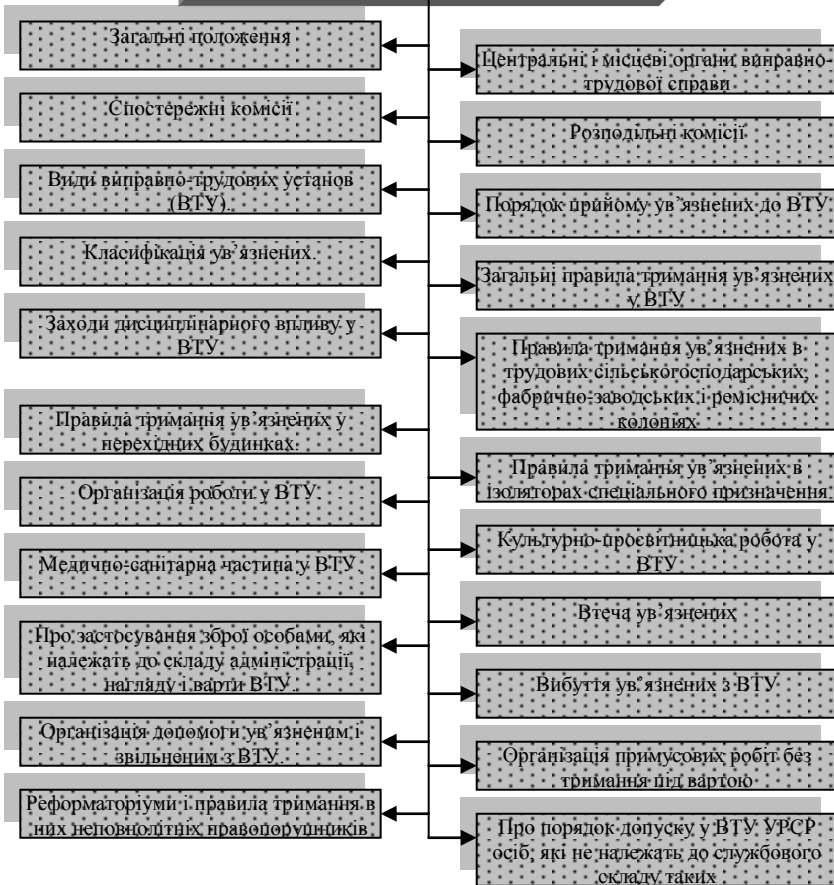 Загальні положення
Центральні і місцеві органи виправно-
трудової справи
Спостережні комісії
Розподільні комісії
Види виправно-трудових установ
(ВТУ).
Порядок прийому ув’язнених до ВТУ
Класифікація ув’язнених.
Загальні правила тримання ув’язнених
у ВТУ
Заходи дисциплінарного впливу у
ВТУ
Правила тримання ув’язнених в
трудових сільськогосподарських,
фабрично-заводських і ремісничих
колоніях
Правила тримання ув’язнених у
перехідних будинках.
Правила тримання ув’язнених в
ізоляторах спеціального призначення
Організація роботи у ВТУ
Культурно-просвітницька робота у
ВТУ
Медично-санітарна частина у ВТУ.
Втеча ув’язнених
Про застосування зброї особами, які
належать до складу адміністрації,
нагляду і варти ВТУ.
Вибуття ув’язнених з ВТУ
Організація допомоги ув’язненим і
звільненим з ВТУ.
Організація примусових робіт без
тримання під вартою
Реформаторіуми і правила тримання в
них неповнолітніх правопорушників
Про порядок допуску у ВТУ УРСР
осіб, які не належать до службового
складу таких